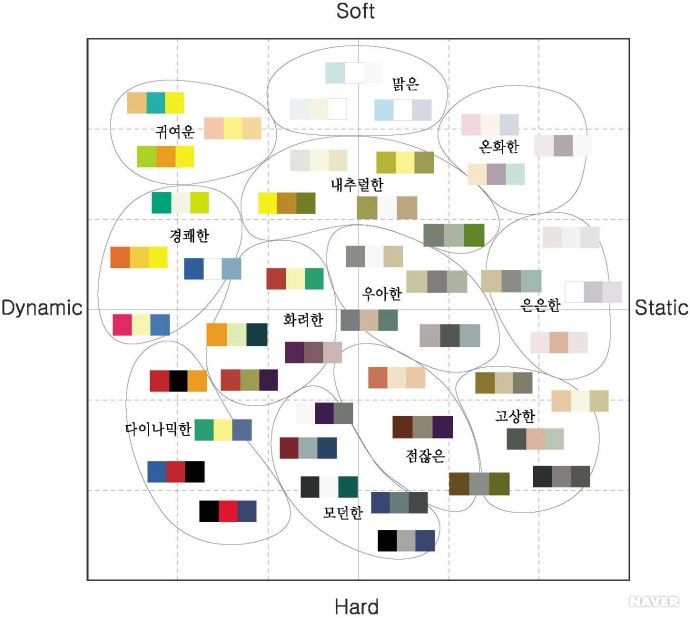 Soft
맑은
귀여운
온화한
내추럴한
경쾌한
우아한
은은한
Dynamic
Static
화려한
고상한
다이나믹한
점잖은
모던한
Hard
NAVER